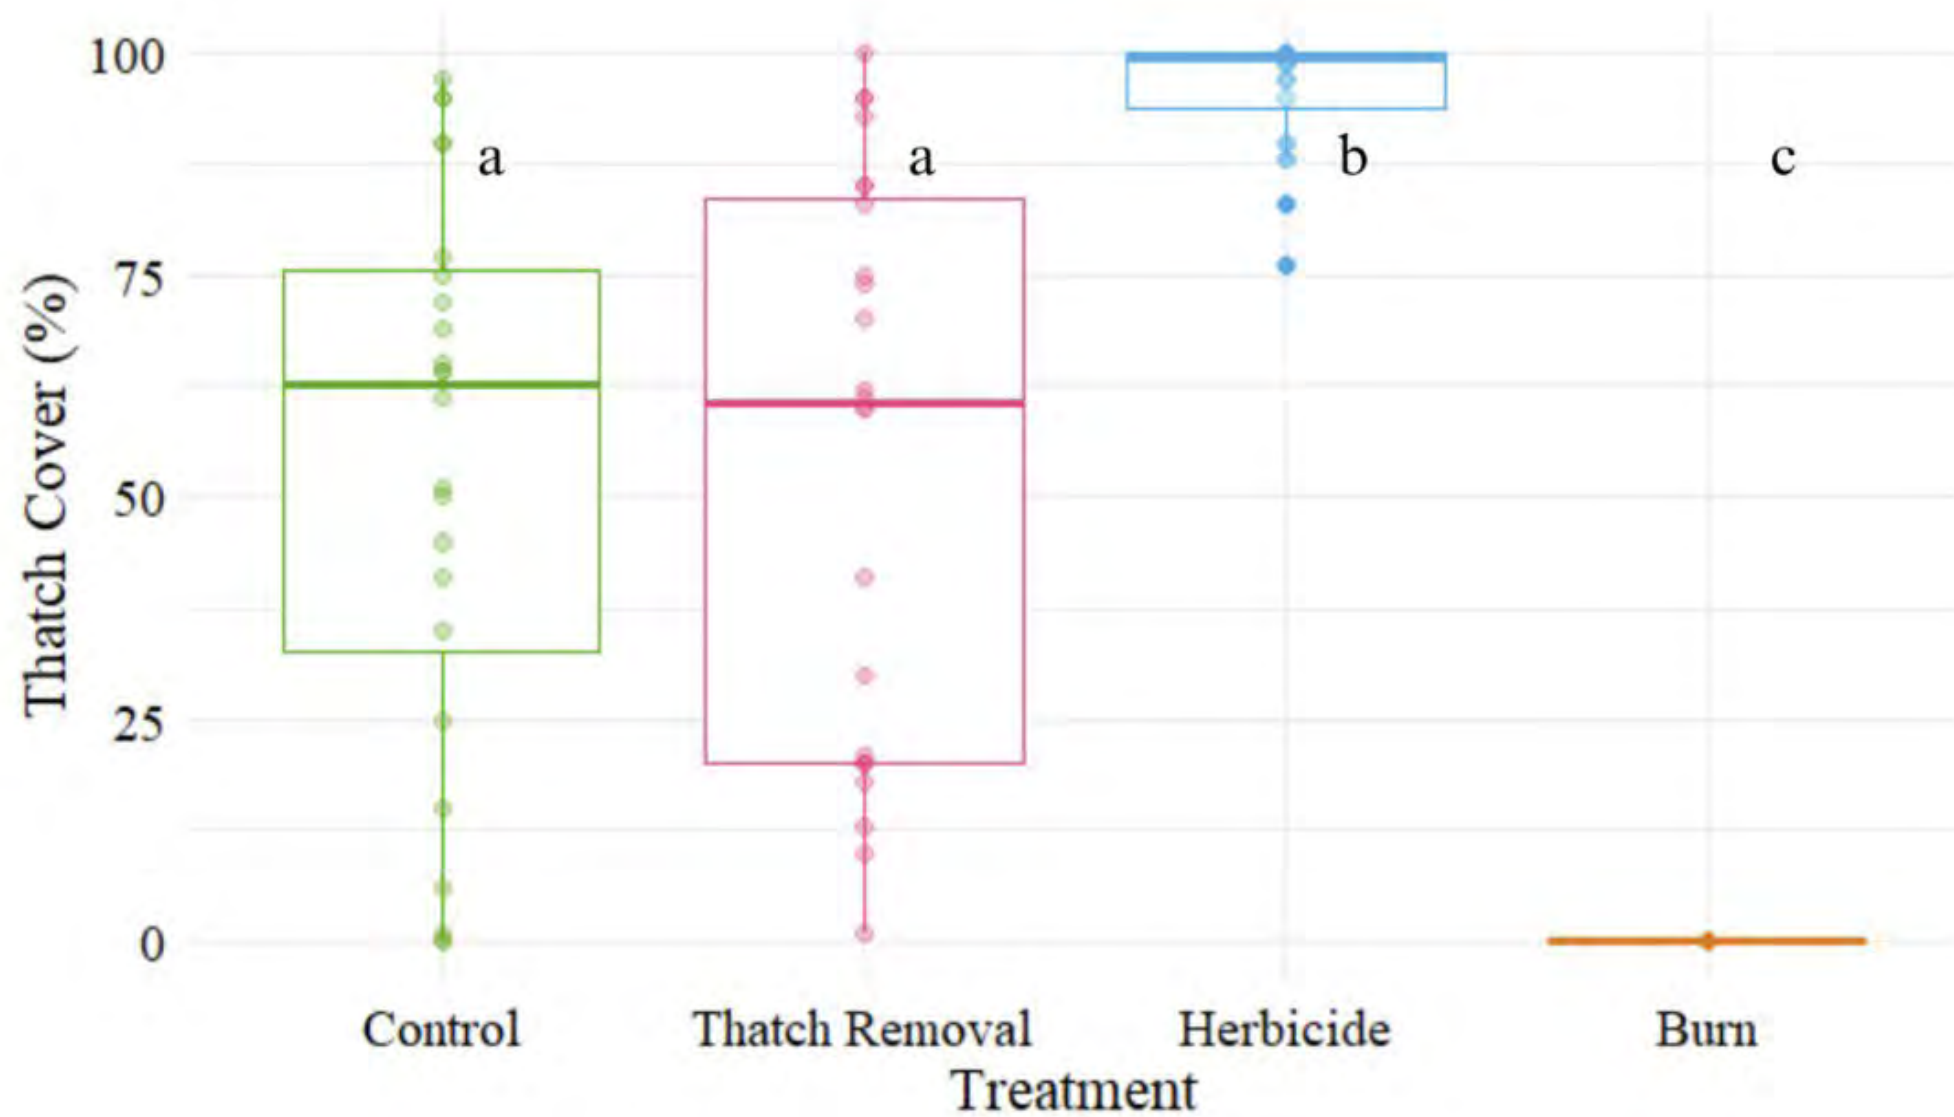 Thatch Cover (%)
100
75
50
25
0
a
a
b
c
Control
Thatch Removal
Herbicide
Burn
Treatment